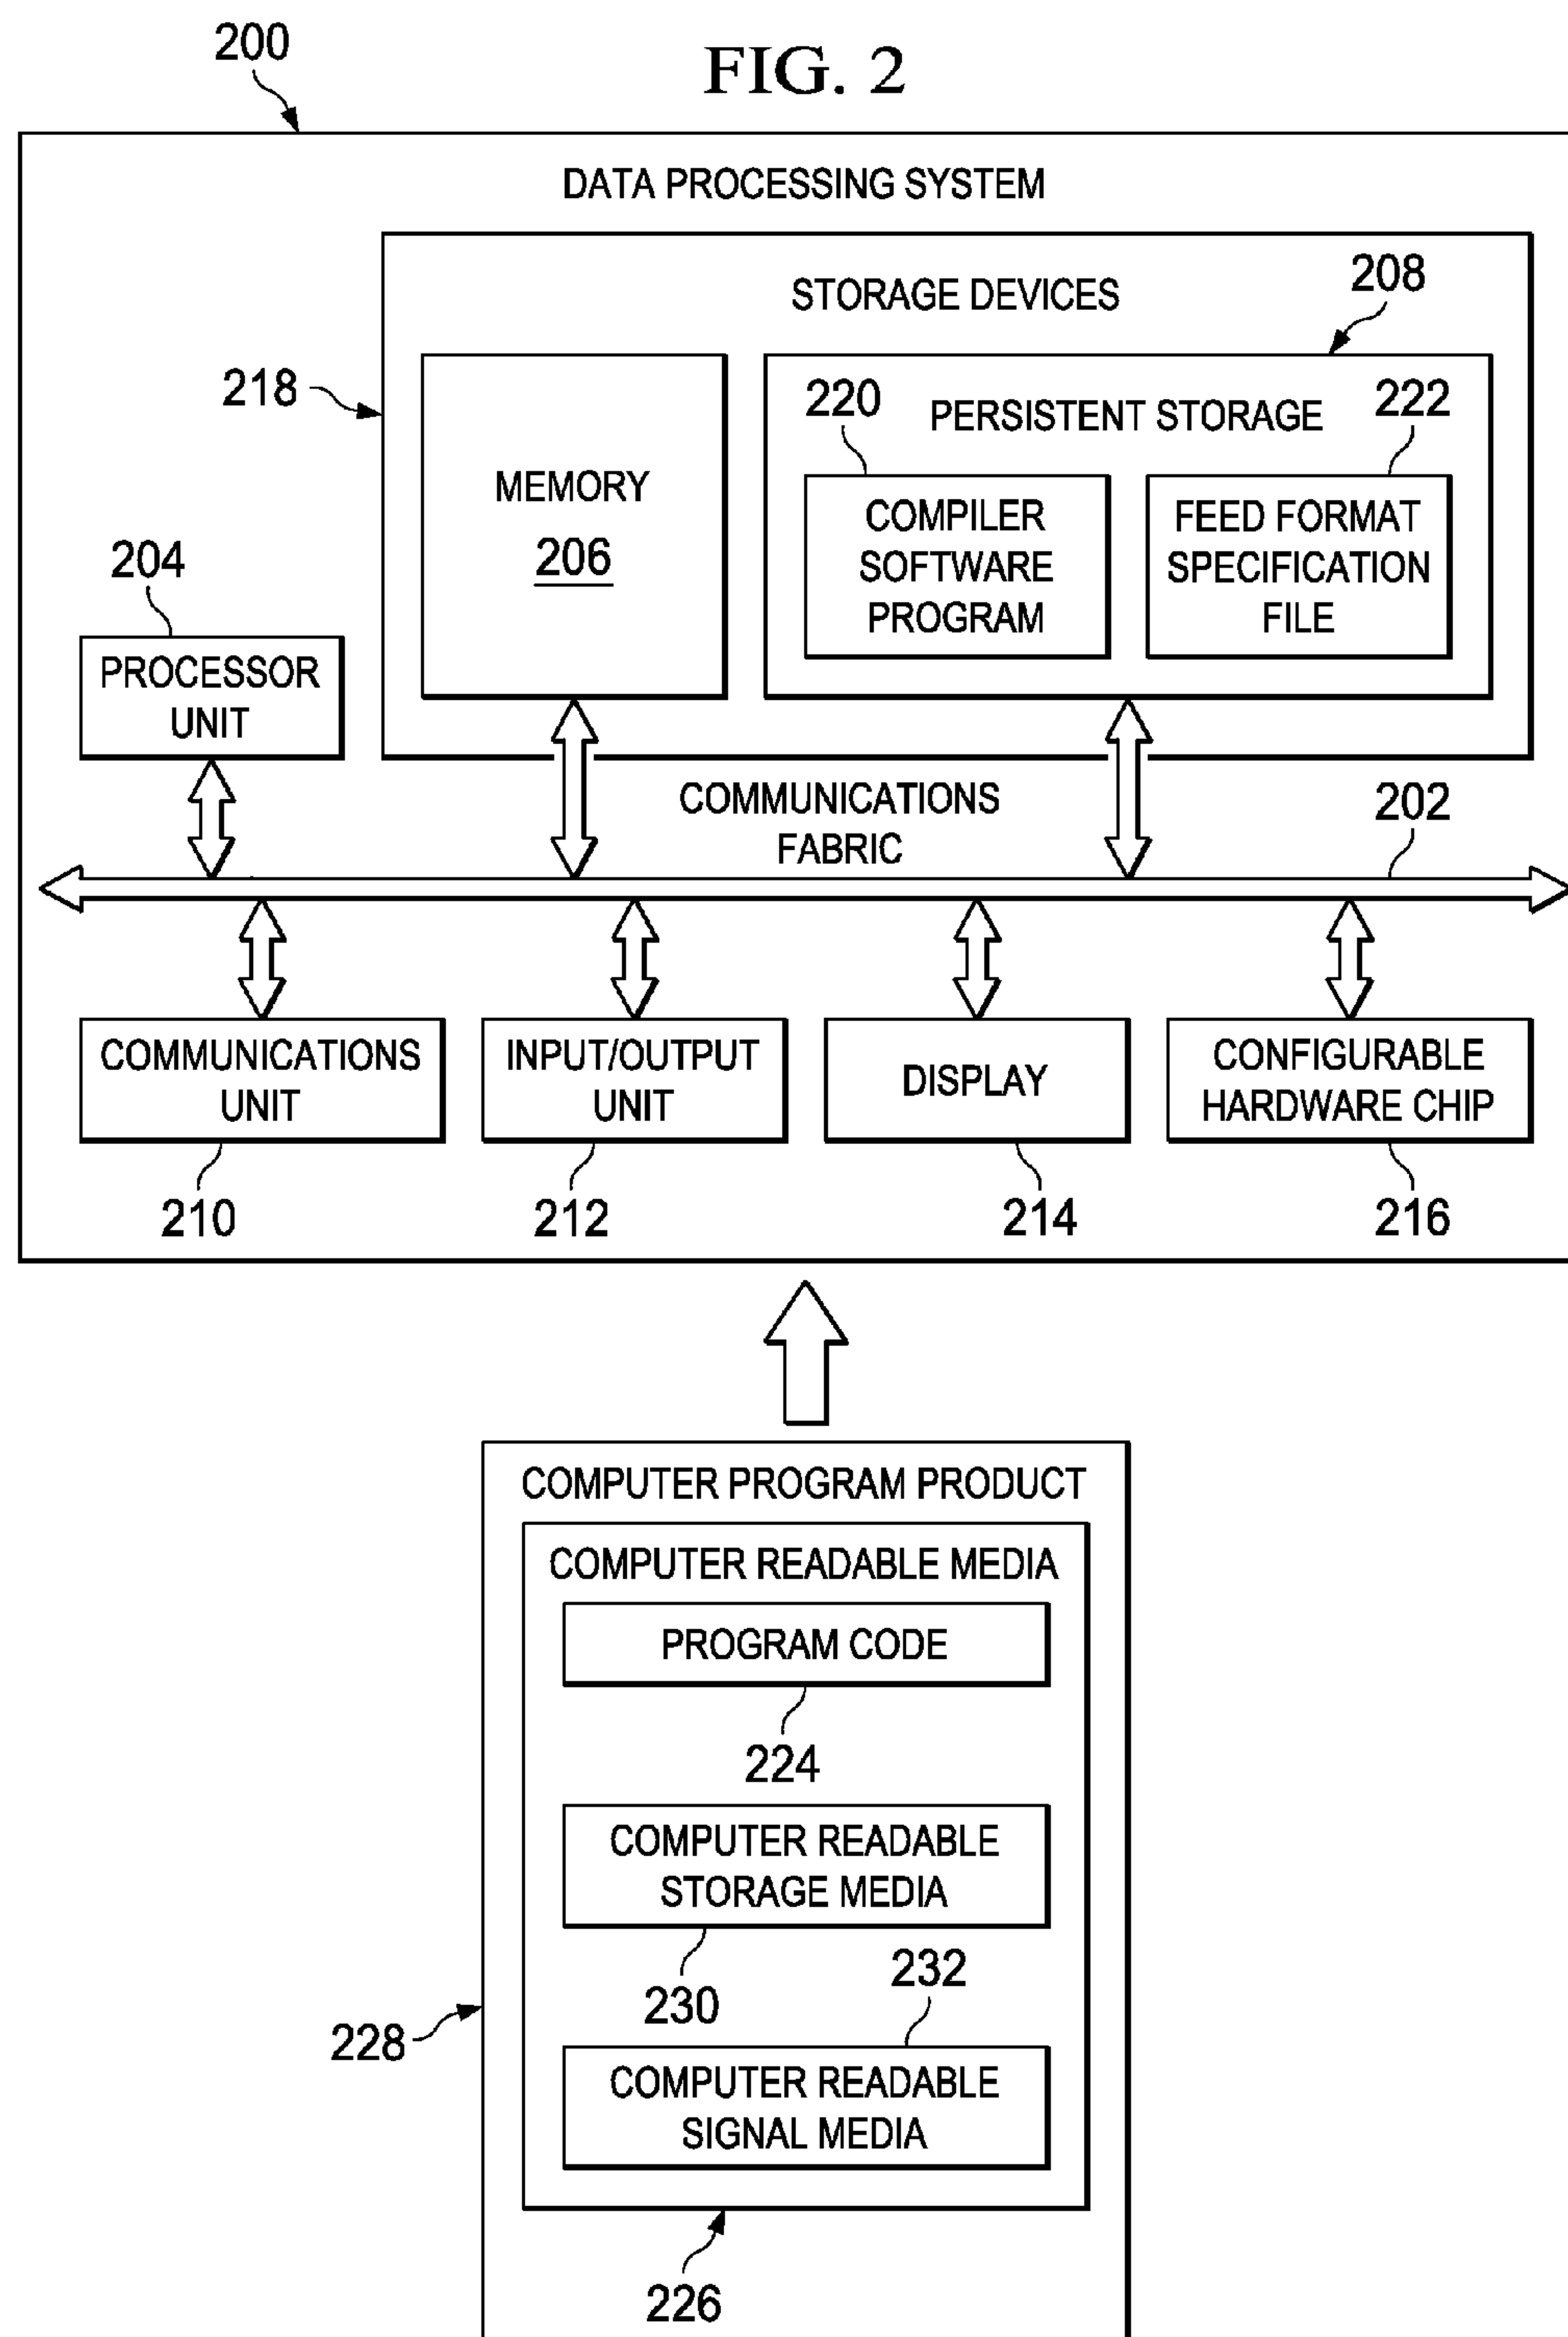 200
FIG. 2
DATA PROCESSING SYSTEM
STORAGE DEVICES
208
218
220
PERSISTENT STORAGE
222
MEMORY
206
COMPILER
SOFTWARE
PROGRAM
FEED FORMAT
SPECIFICATION
FILE
204
PROCESSOR
UNIT
COMMUNICATIONS
FABRIC
202
COMMUNICATIONS
UNIT
INPUT/OUTPUT
UNIT
DISPLAY
CONFIGURABLE
HARDWARE CHIP
210
212
214
216
COMPUTER PROGRAM PRODUCT
COMPUTER READABLE MEDIA
PROGRAM CODE
224
COMPUTER READABLE
STORAGE MEDIA
230
232
228
COMPUTER READABLE
SIGNAL MEDIA
226